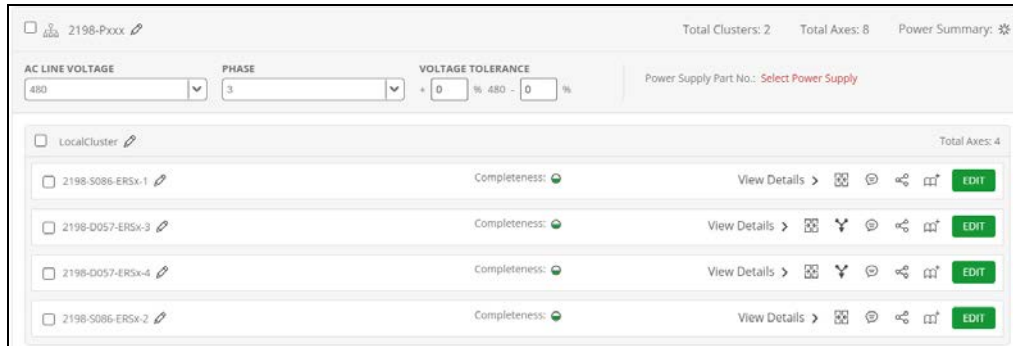 2198-Pxxx Total Clusters: 2 Total Axes: 8 Power Summary:
AC LINE VOLTAGE PHASE VOLTAGE TOLERANCE
Power Supply Part No.: Select Power Supply
480 3 + 0 % 480 - 0 %
LocalCluster Total Axes: 4
2198-S086-ERSx-1 Completeness: View Details > EDIT
2198-D057-ERSx-3 Completeness: View Details > EDIT
2198-D057-ERSx-4 Completeness: View Details > EDIT
2198-S086-ERSx-2 Completeness: View Details > EDIT